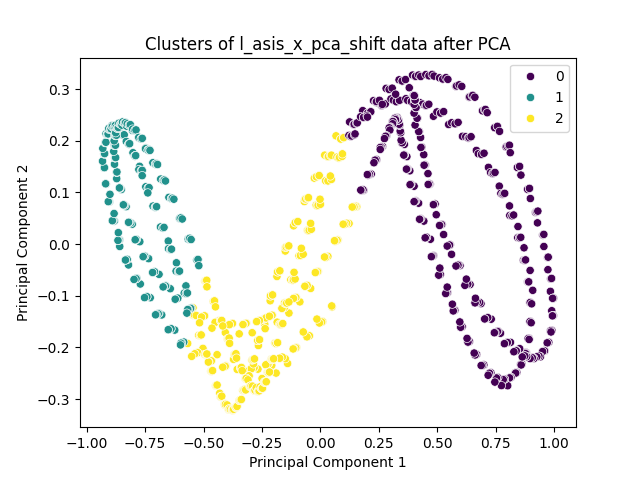 Clusters of l_asis_x_pca_shift data after PCA
0
1
2
Principal Component 2
0.3
0.2
0.1
0.0
−0.1
−0.2
−0.3
−1.00 −0.75 −0.50 −0.25 0.00 0.25 0.50 0.75 1.00
Principal Component 1